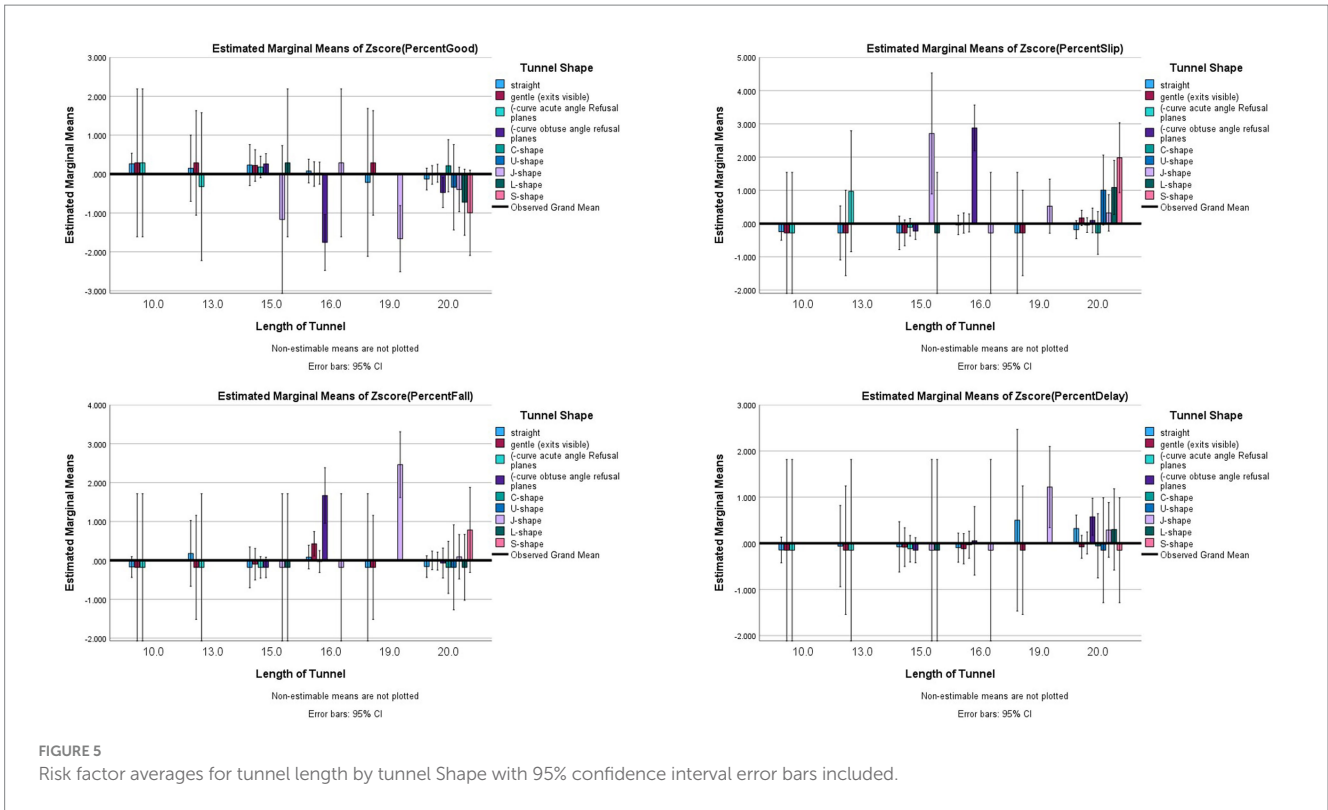 Estimated Marginal Means of Zscore(PercentGood)
Estimated Marginal Means
3.000
2.000
1.000
.000
-1.000
-2.000
-3.000
10.0 13.0 15.0 16.0 19.0 20.0
Length of Tunnel
Non-estimable means are not plotted
Error bars: 95% CI
Tunnel Shape
straight
gentle (exits visible)
(-curve acute angle Refusal
planes
(-curve obtuse angle refusal
planes
C-shape
U-shape
J-shape
L-shape
S-shape
Observed Grand Mean
Estimated Marginal Means of Zscore(PercentSlip)
Estimated Marginal Means
5.000
4.000
3.000
2.000
1.000
.000
-1.000
-2.000
10.0 13.0 15.0 16.0 19.0 20.0
Length of Tunnel
Non-estimable means are not plotted
Error bars: 95% CI
Tunnel Shape
straight
gentle (exits visible)
(-curve acute angle Refusal
planes
(-curve obtuse angle refusal
planes
C-shape
U-shape
J-shape
L-shape
S-shape
Observed Grand Mean
Estimated Marginal Means of Zscore(PercentFall)
Estimated Marginal Means
4.000
3.000
2.000
1.000
.000
-1.000
-2.000
10.0 13.0 15.0 16.0 19.0 20.0
Length of Tunnel
Non-estimable means are not plotted
Error bars: 95% CI
Tunnel Shape
straight
gentle (exits visible)
(-curve acute angle Refusal
planes
(-curve obtuse angle refusal
planes
C-shape
U-shape
J-shape
L-shape
S-shape
Observed Grand Mean
Estimated Marginal Means of Zscore(PercentDelay)
Estimated Marginal Means
3.000
2.000
1.000
.000
-1.000
-2.000
10.0 13.0 15.0 16.0 19.0 20.0
Length of Tunnel
Non-estimable means are not plotted
Error bars: 95% CI
Tunnel Shape
straight
gentle (exits visible)
(-curve acute angle Refusal
planes
(-curve obtuse angle refusal
planes
C-shape
U-shape
J-shape
L-shape
S-shape
Observed Grand Mean
FIGURE 5
Risk factor averages for tunnel length by tunnel Shape with 95% confidence interval error bars included.